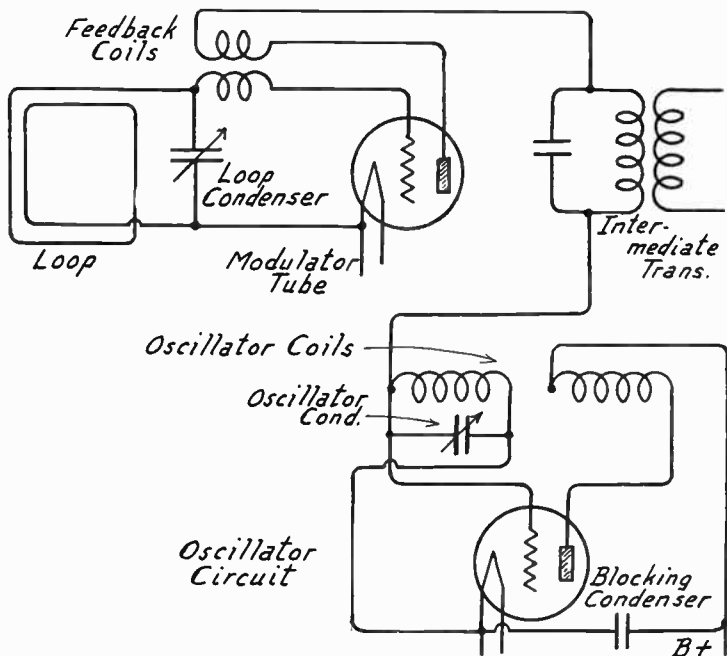 Feedback
Coils
Loop
Condenser
Loop
Modulator
Tube
Inter-
mediate
Trans.
Oscillator Coils
Oscillator
Cond.
Oscillator
Circuit
Blocking
Condenser
B+